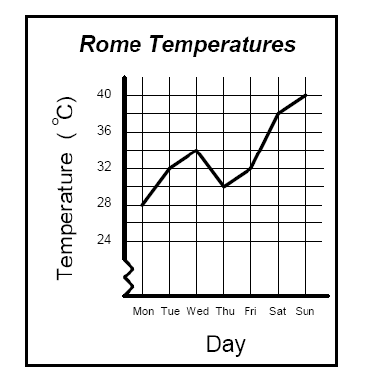 Rome Temperatures
Temperature (°C)
40
36
32
28
24
Mon Tue Wed Thu Fri Sat Sun
Day